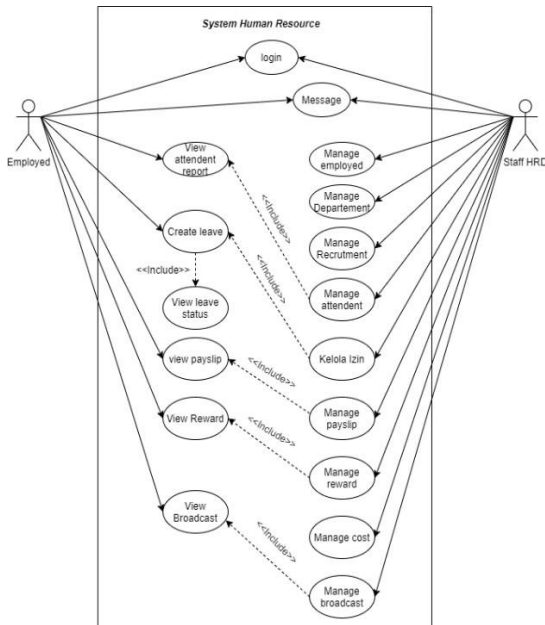 System Human Resource
login
Message
Employed
Staff HRD
View
attendent
report
Manage
employed
Manage
Departement
<<Include>>
Create leave
Manage
Recrutment
<<Include>>
<<Include>>
View leave
status
Manage
attendent
view payslip
Kelola Izin
<<Include>>
View Reward
Manage
payslip
<<Include>>
Manage
reward
View
Broadcast
Manage cost
<<Include>>
Manage
broadcast